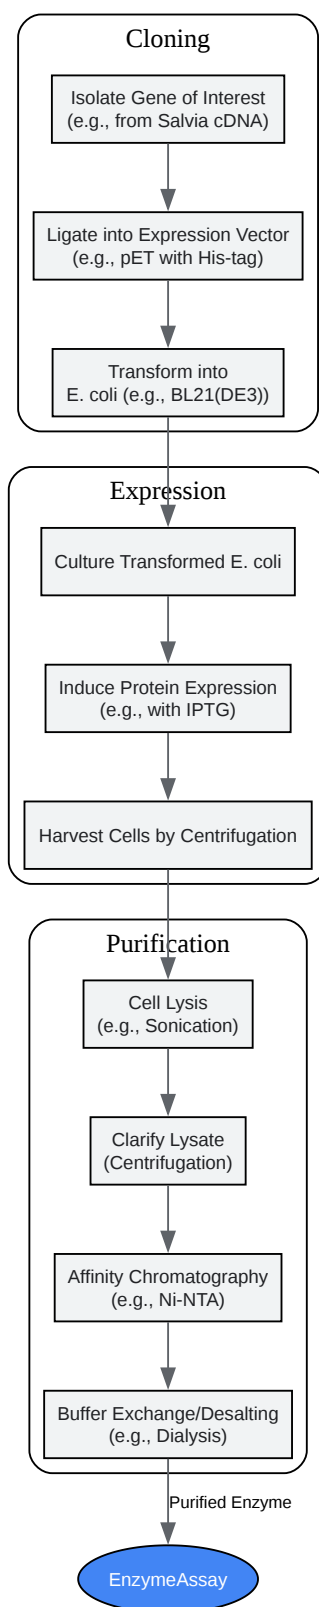 Cloning
Isolate Gene of Interest
(e.g., from Salvia cDNA)
Ligate into Expression Vector
(e.g., pET with His-tag)
Transform into
E. coli (e.g., BL21(DE3))
Expression
Culture Transformed E. coli
Induce Protein Expression
(e.g., with IPTG)
Harvest Cells by Centrifugation
Purification
Cell Lysis
(e.g., Sonication)
Clarify Lysate
(Centrifugation)
Affinity Chromatography
(e.g., Ni-NTA)
Buffer Exchange/Desalting
(e.g., Dialysis)
Purified Enzyme
EnzymeAssay